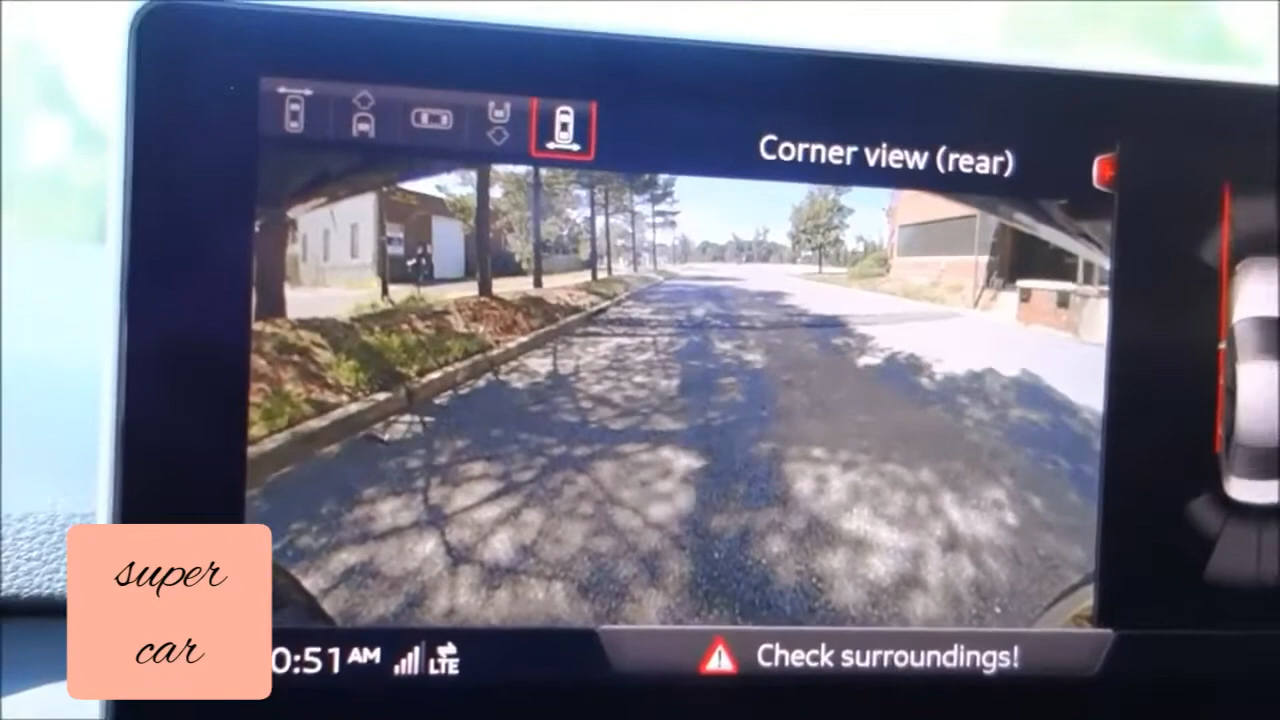 Corner view (rear)
super
car
0:51 AM LTE
Check surroundings!